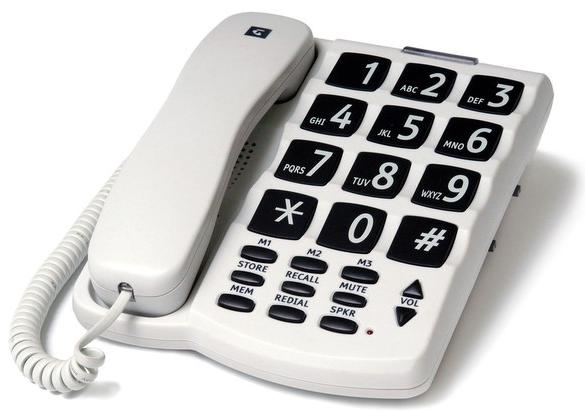 1 ABC 2 DEF 3
GHI 4 JKL 5 MNO 6
PQRS 7 TUV 8 WXYZ 9
* 0 #
M1 M2 M3
STORE RECALL MUTE
MEM REDIAL SPKR
VOL